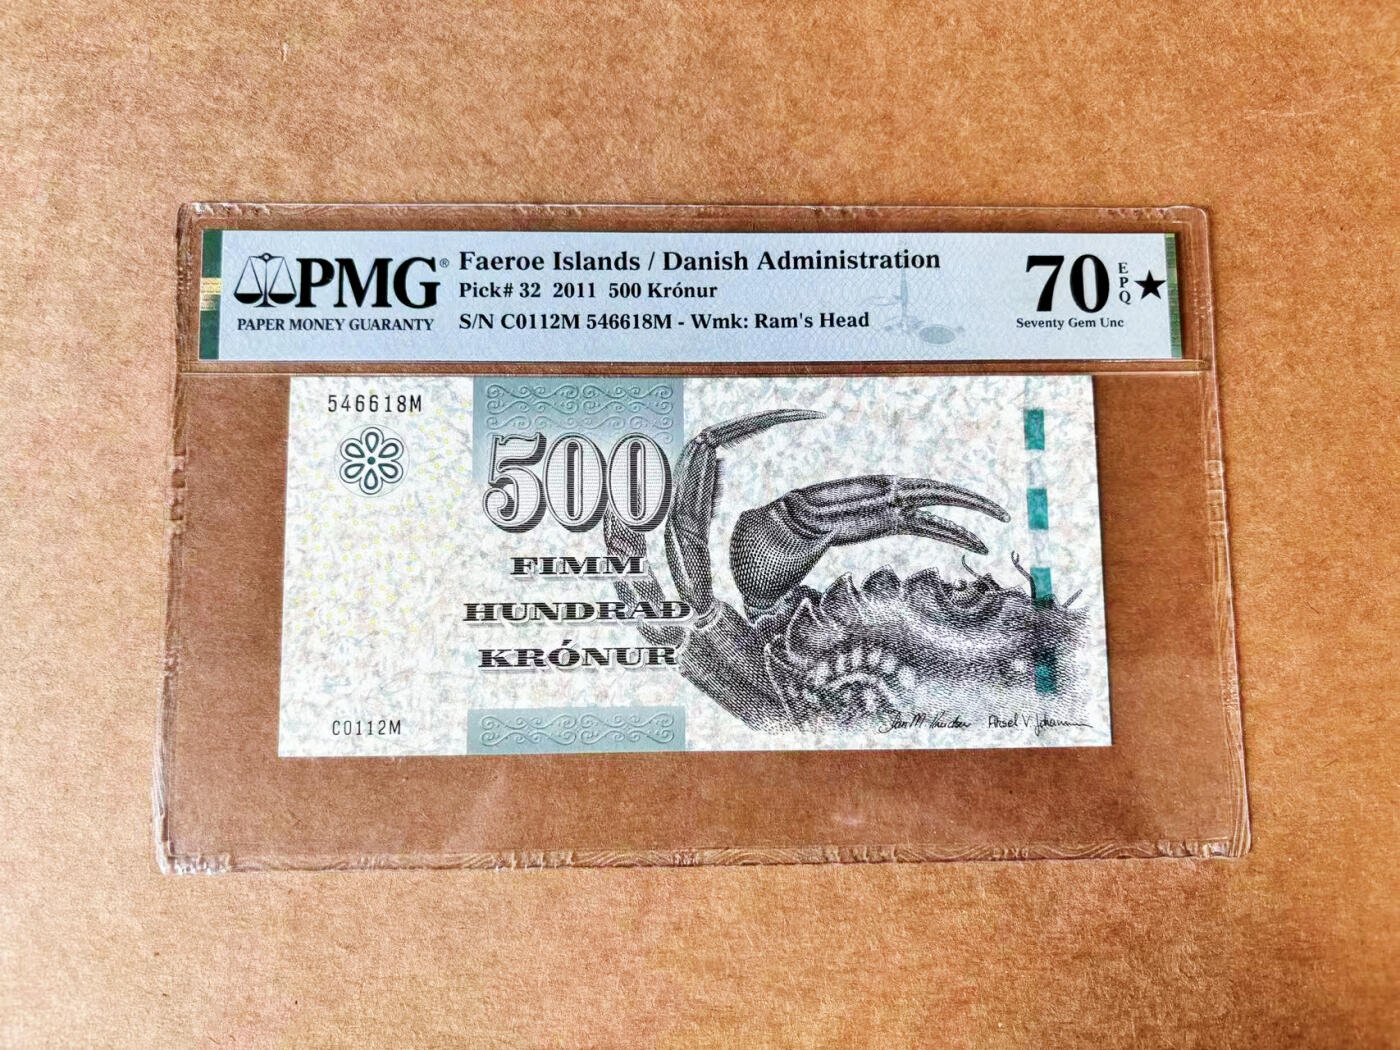 PMG®
PAPER MONEY GUARANTY
Faeroe Islands / Danish Administration
Pick# 32 2011 500 Krónur
S/N C0112M 546618M - Wmk: Ram's Head
70 EPQ ★
Seventy Gem Unc
546618M
500
FIMM
HUNDRAÐ
KRÓNUR
C0112M